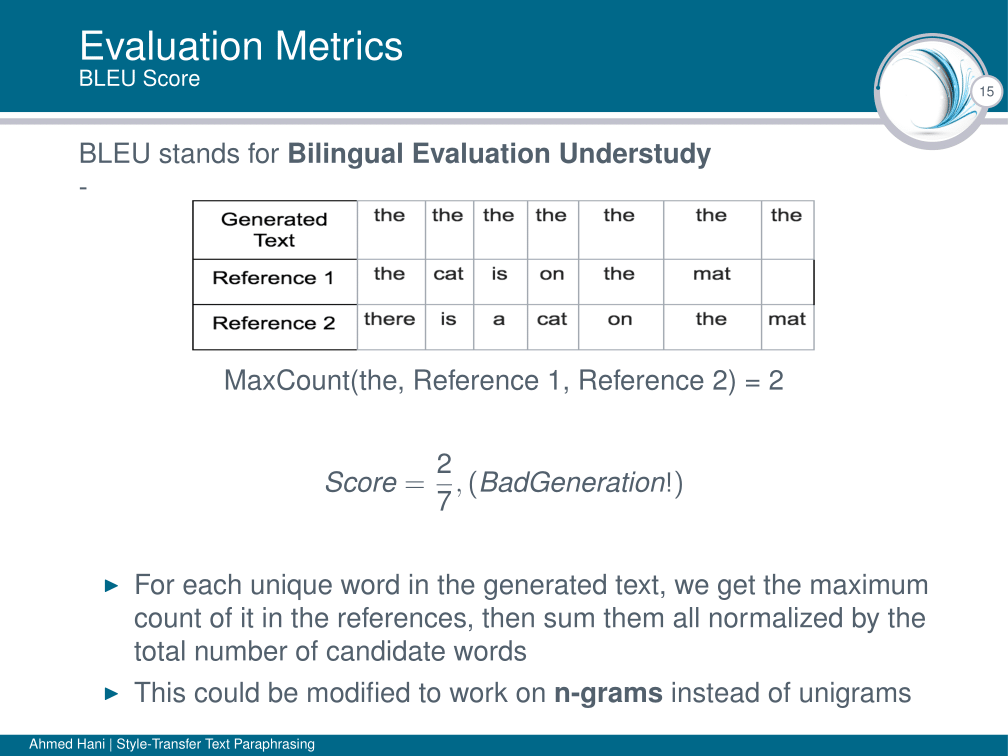 Evaluation Metrics
BLEU Score
15
BLEU stands for Bilingual Evaluation Understudy
-
Generated Text the the the the the the the
Reference 1 the cat is on the mat
Reference 2 there is a cat on the mat
MaxCount(the, Reference 1, Reference 2) = 2
Score = 2/7, (BadGeneration!)
▶ For each unique word in the generated text, we get the maximum
count of it in the references, then sum them all normalized by the
total number of candidate words
▶ This could be modified to work on n-grams instead of unigrams
Ahmed Hani | Style-Transfer Text Paraphrasing